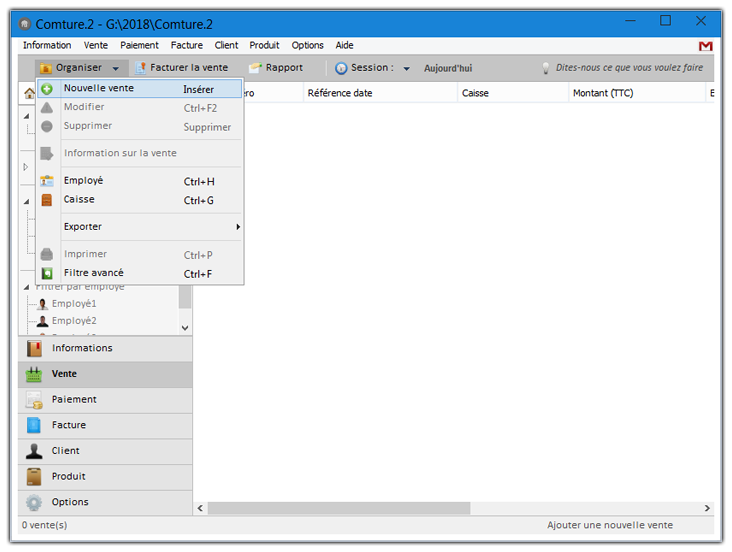 Comture.2 - G:\2018\Comture.2
Information Vente Paiement Facture Client Produit Options Aide
Organiser Facturer la vente Rapport Session : Aujourd'hui Dites-nous ce que vous voulez faire
Référence date Caisse Montant (TTC)
Nouvelle vente Insérer
Modifier Ctrl+F2
Supprimer Supprimer
Information sur la vente
Employé Ctrl+H
Caisse Ctrl+G
Exporter
Imprimer Ctrl+P
Filtre avancé Ctrl+F
Filtrer par employé
Employé1
Employé2
Informations
Vente
Paiement
Facture
Client
Produit
Options
0 vente(s) Ajouter une nouvelle vente